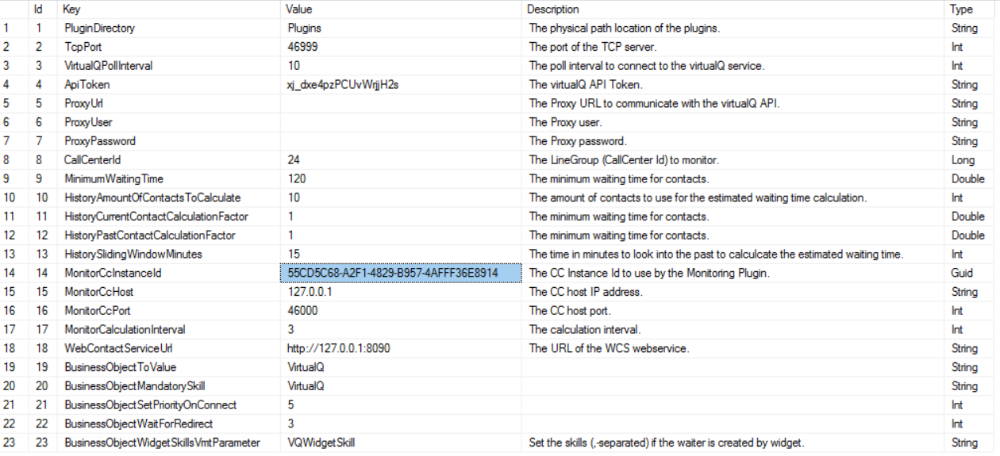 Id Key Value Description Type
1 1 PluginDirectory Plugins The physical path location of the plugins. String
2 2 TcpPort 46999 The port of the TCP server. Int
3 3 VirtualQPollInterval 10 The poll interval to connect to the virtualQ service. Int
4 4 ApiToken xj_dxe4pzPCUvWrjjH2s The virtualQ API Token. String
5 5 ProxyUrl The Proxy URL to communicate with the virtualQ API. String
6 6 ProxyUser The Proxy user. String
7 7 ProxyPassword The Proxy password. String
8 8 CallCenterId 24 The LineGroup (CallCenter Id) to monitor. Long
9 9 MinimumWaitingTime 120 The minimum waiting time for contacts. Double
10 10 HistoryAmountOfContactsToCalculate 10 The amount of contacts to use for the estimated waiting time calculation. Int
11 11 HistoryCurrentContactCalculationFactor 1 The minimum waiting time for contacts. Double
12 12 HistoryPastContactCalculationFactor 1 The minimum waiting time for contacts. Double
13 13 HistorySlidingWindowMinutes 15 The time in minutes to look into the past to calculcate the estimated waiting time. Int
14 14 MonitorCcInstanceId 55CD5C68-A2F1-4829-B957-4AFFF36E8914 The CC Instance Id to use by the Monitoring Plugin. Guid
15 15 MonitorCcHost 127.0.0.1 The CC host IP address. String
16 16 MonitorCcPort 46000 The CC host port. Int
17 17 MonitorCalculationInterval 3 The calculation interval. Int
18 18 WebContactServiceUrl http://127.0.0.1:8090 The URL of the WCS webservice. String
19 19 BusinessObjectToValue VirtualQ String
20 20 BusinessObjectMandatorySkill VirtualQ String
21 21 BusinessObjectSetPriorityOnConnect 5 Int
22 22 BusinessObjectWaitForRedirect 3 Int
23 23 BusinessObjectWidgetSkillsVmtParameter VQWidgetSkill Set the skills (,-separated) if the waiter is created by widget. String